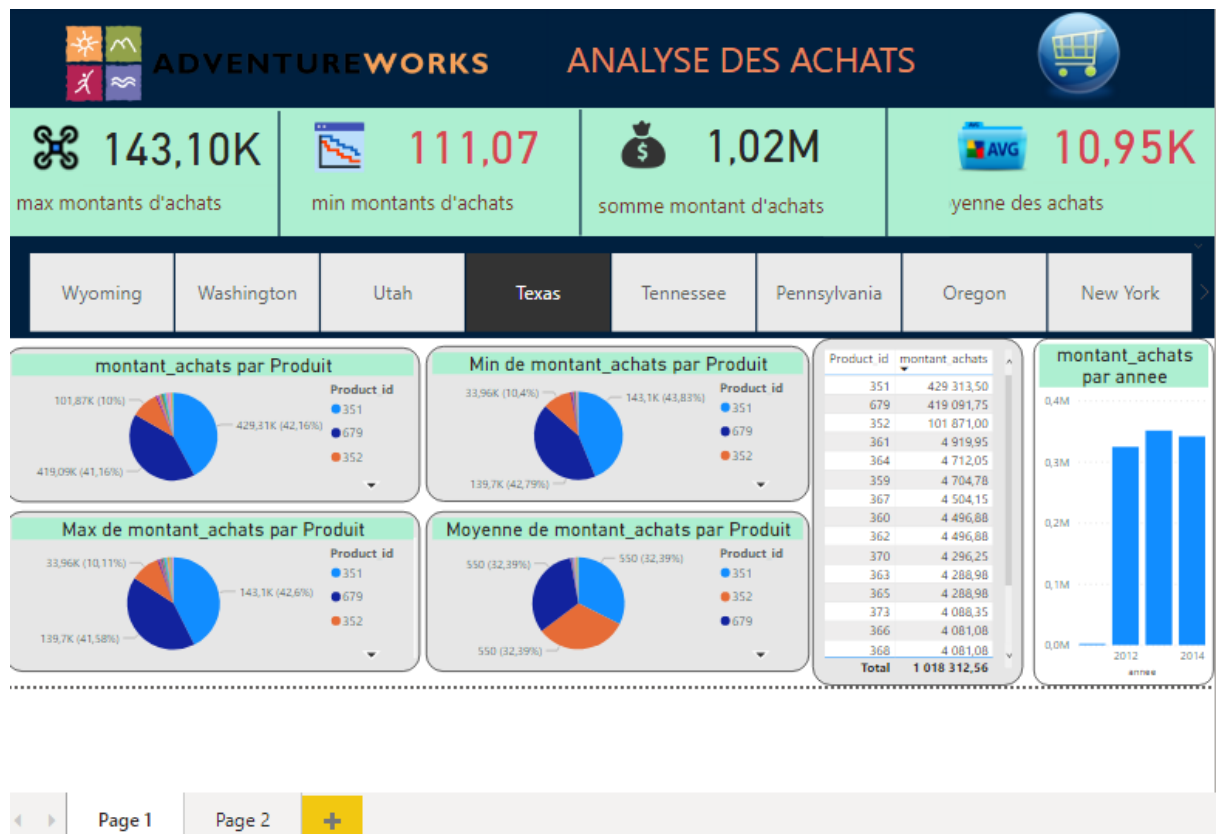 ADVENTUREWORKS
ANALYSE DES ACHATS
143,10K
max montants d'achats
111,07
min montants d'achats
1,02M
somme montant d'achats
AVG
10,95K
yenne des achats
Wyoming
Washington
Utah
Texas
Tennessee
Pennsylvania
Oregon
New York
montant_achats par Produit
101,87K (10%)
429,31K (42,16%)
419,09K (41,16%)
Product id
351
679
352
Min de montant_achats par Produit
33,96K (10,4%)
143,1K (43,83%)
139,7K (42,79%)
Product id
351
679
352
Max de montant_achats par Produit
33,96K (10,11%)
143,1K (42,6%)
139,7K (41,58%)
Product id
351
679
352
Moyenne de montant_achats par Produit
550 (32,39%)
550 (32,39%)
550 (32,39%)
Product id
351
352
679
Product_id montant_achats
351 429 313,50
679 419 091,75
352 101 871,00
361 4 919,95
364 4 712,05
359 4 704,78
367 4 504,15
360 4 496,88
362 4 496,88
370 4 296,25
363 4 288,98
365 4 288,98
373 4 088,35
366 4 081,08
368 4 081,08
Total 1 018 312,56
montant_achats
par annee
0,4M
0,3M
0,2M
0,1M
0,0M
2012 2014
annee
Page 1
Page 2